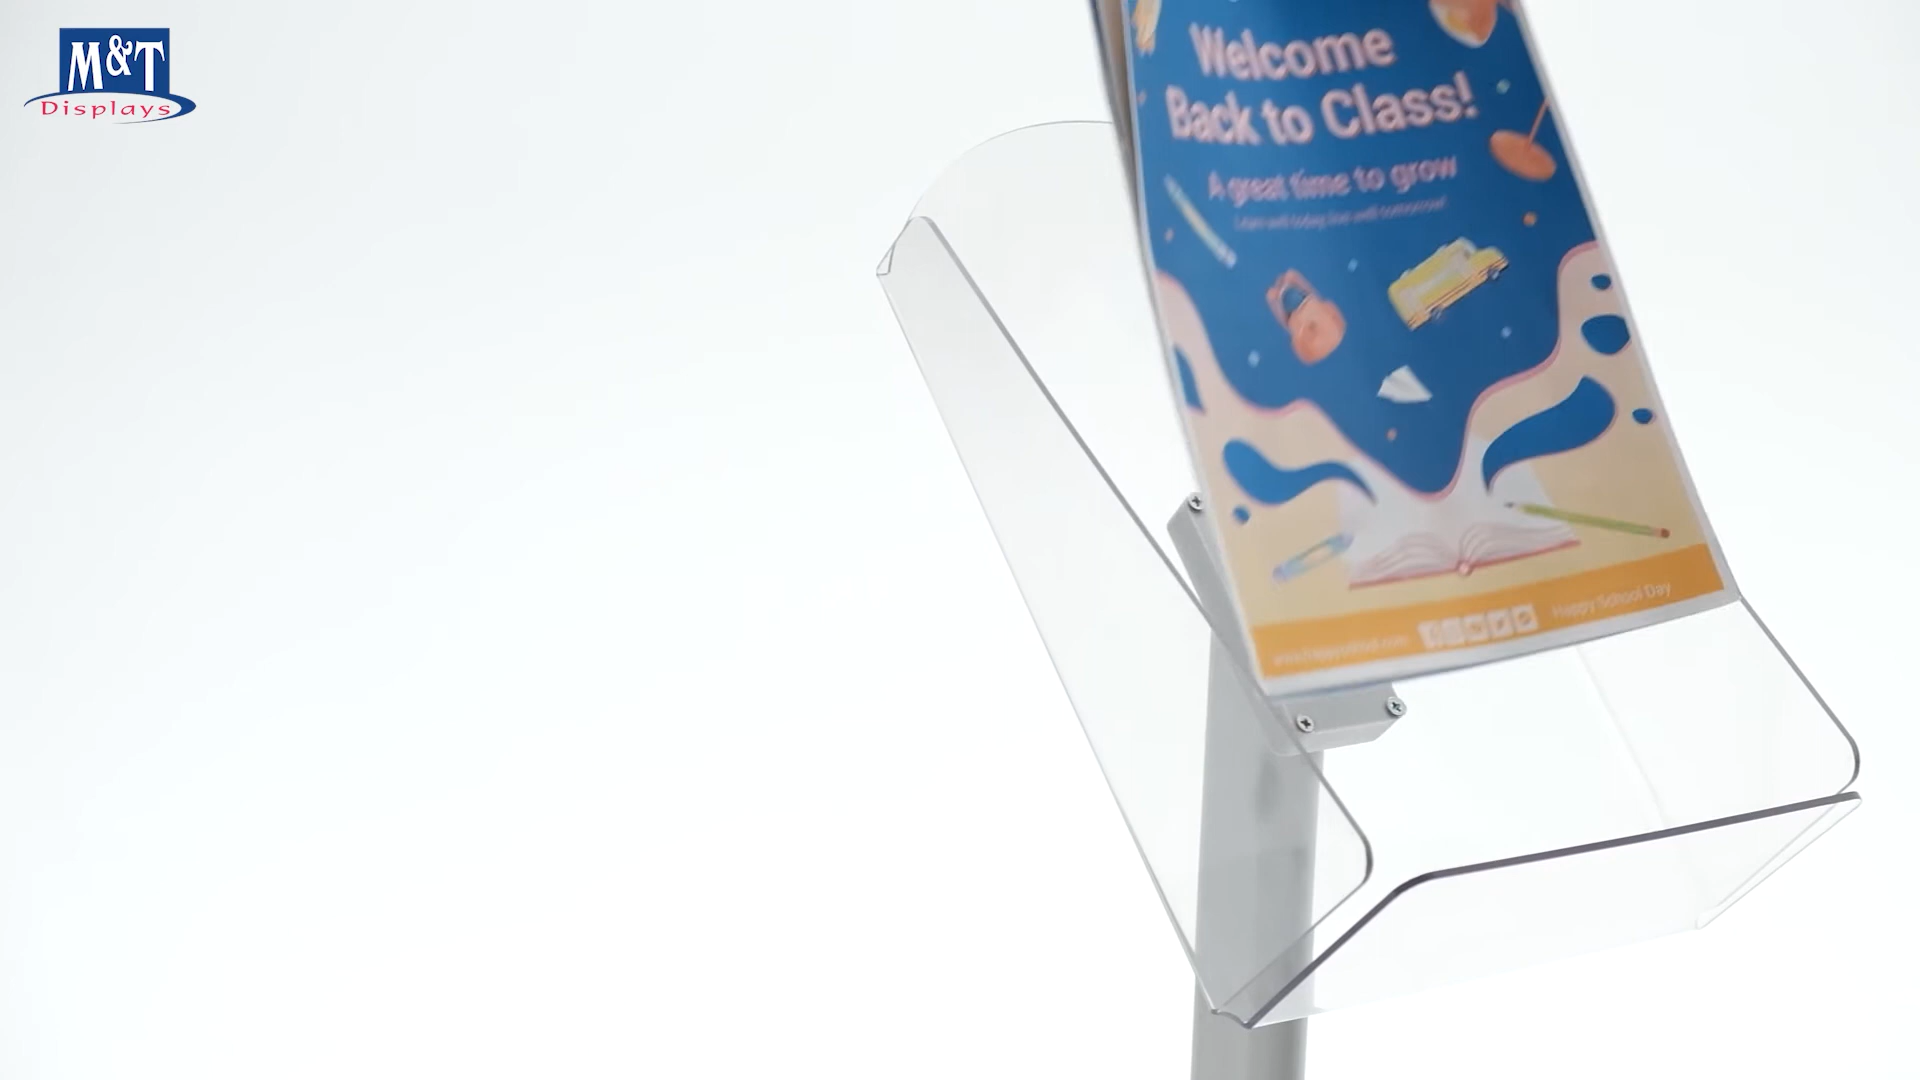 M&T
Displays
Welcome
Back to Class!
A great time to grow
Happy School Day